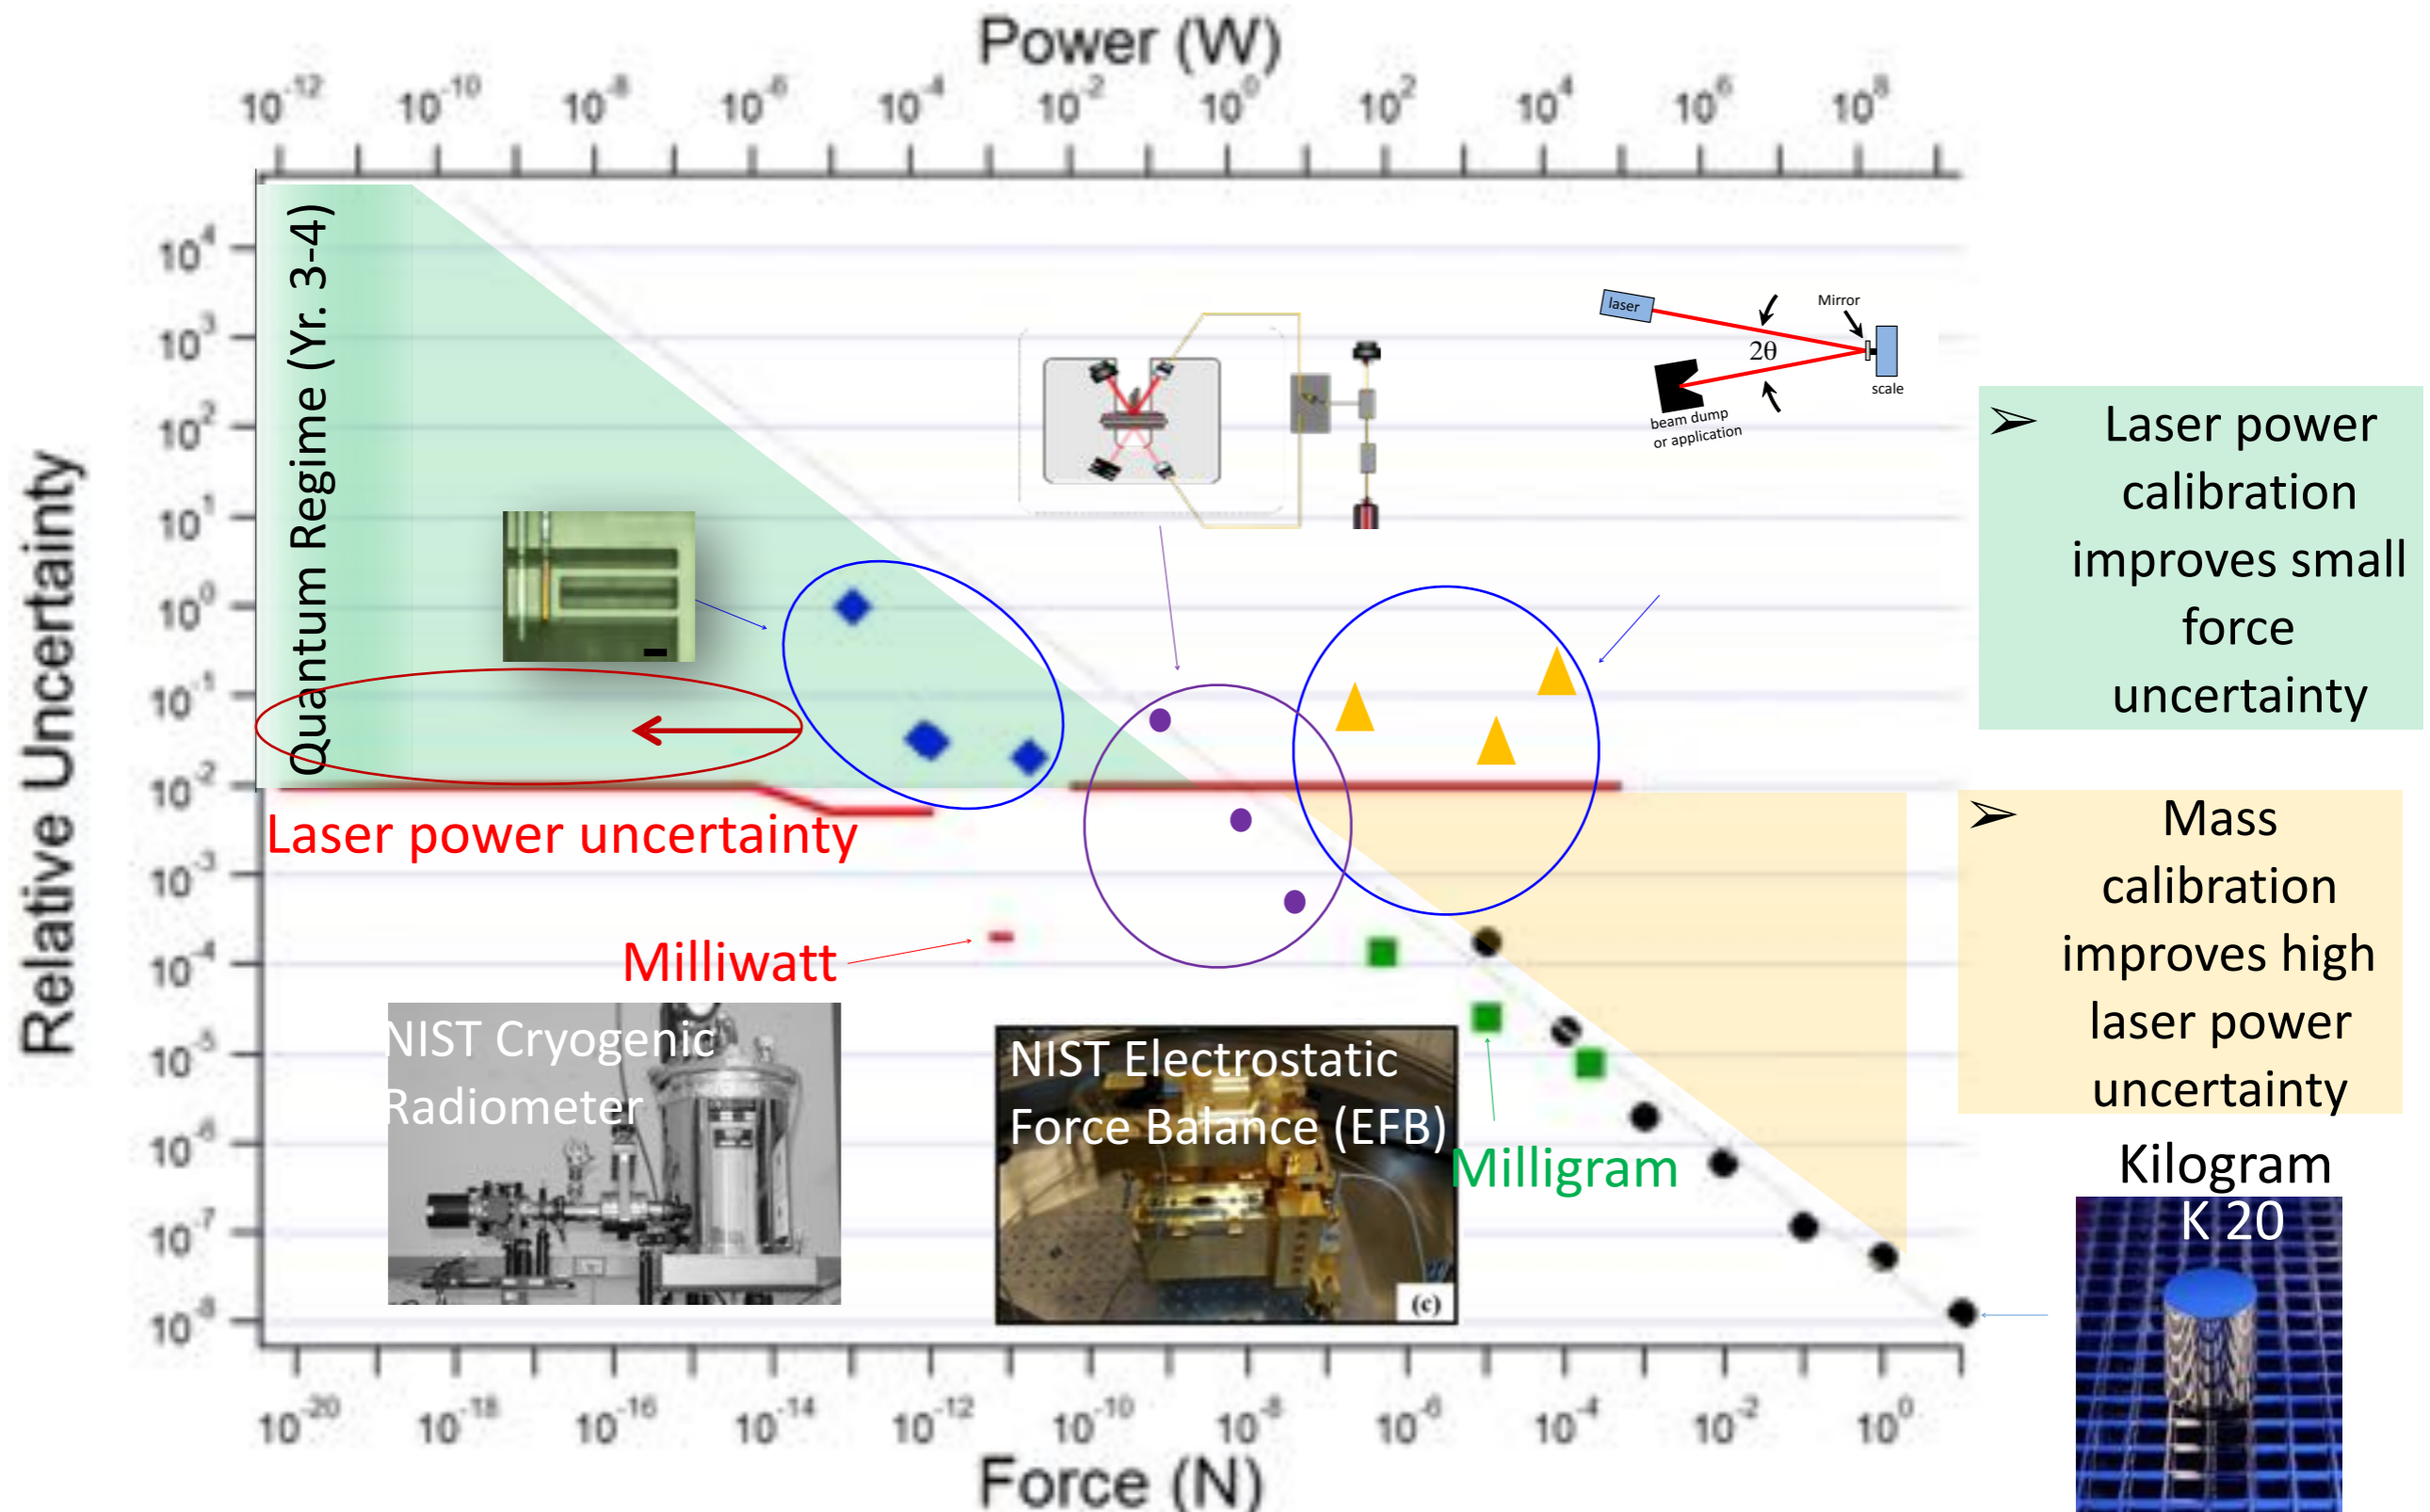 Power (W)
10^-12 10^-10 10^-8 10^-6 10^-4 10^-2 10^0 10^2 10^4 10^6 10^8
Relative Uncertainty
10^4
10^3
10^2
10^1
10^0
10^-1
10^-2
10^-3
10^-4
10^-5
10^-6
10^-7
10^-8
Quantum Regime (Yr. 3-4)
laser
Mirror
2θ
scale
beam dump
or application
➢ Laser power
calibration
improves small
force
uncertainty
Laser power uncertainty
Milliwatt
➢ Mass
calibration
improves high
laser power
uncertainty
NIST Cryogenic
Radiometer
NIST Electrostatic
Force Balance (EFB)
(c)
Milligram
Kilogram
K 20
10^-20 10^-18 10^-16 10^-14 10^-12 10^-10 10^-8 10^-6 10^-4 10^-2 10^0
Force (N)